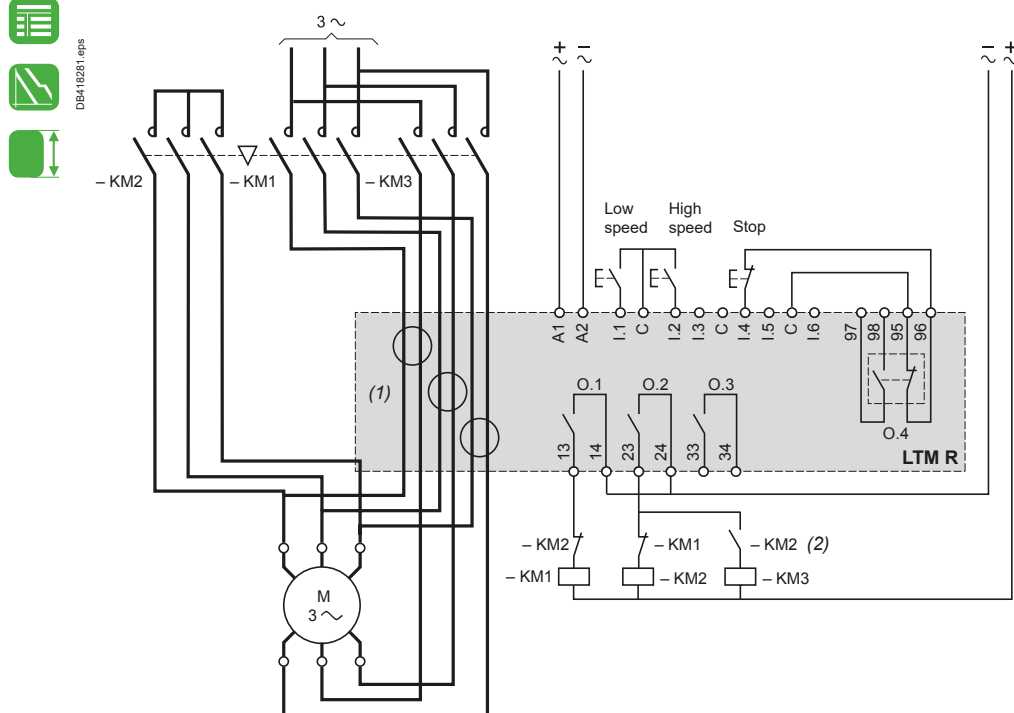 3 ∿
+ −
∿ ∿
− +
∿ ∿
DB418281.eps
– KM2
– KM1
– KM3
Low speed
High speed
Stop
A1
A2
I.1
C
I.2
I.3
C
I.4
I.5
C
I.6
97
98
95
96
(1)
O.1
O.2
O.3
O.4
13
14
23
24
33
34
LTM R
– KM2
– KM1
– KM2 (2)
– KM1
– KM2
– KM3
M
3 ∿